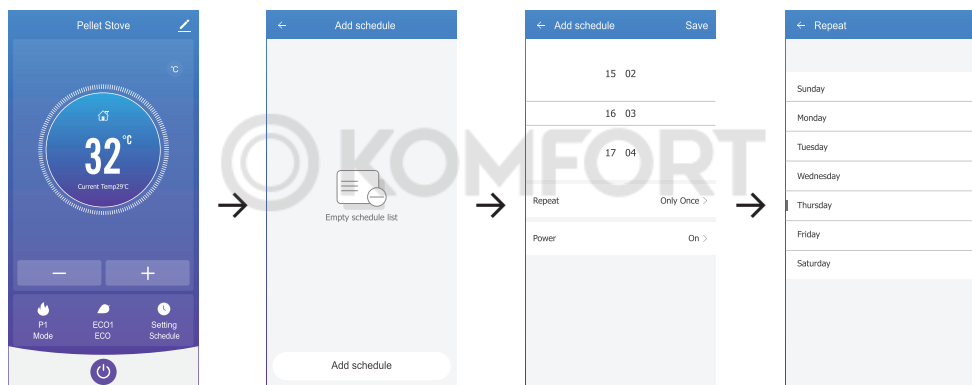 Pellet Stove
°C
32°C
Current Temp29℃
P1
Mode
ECO1
ECO
Setting
Schedule
Add schedule
Empty schedule list
Add schedule
Add schedule Save
15 02
16 03
17 04
Repeat Only Once
Power On
Repeat
Sunday
Monday
Tuesday
Wednesday
Thursday
Friday
Saturday
KOMFORT